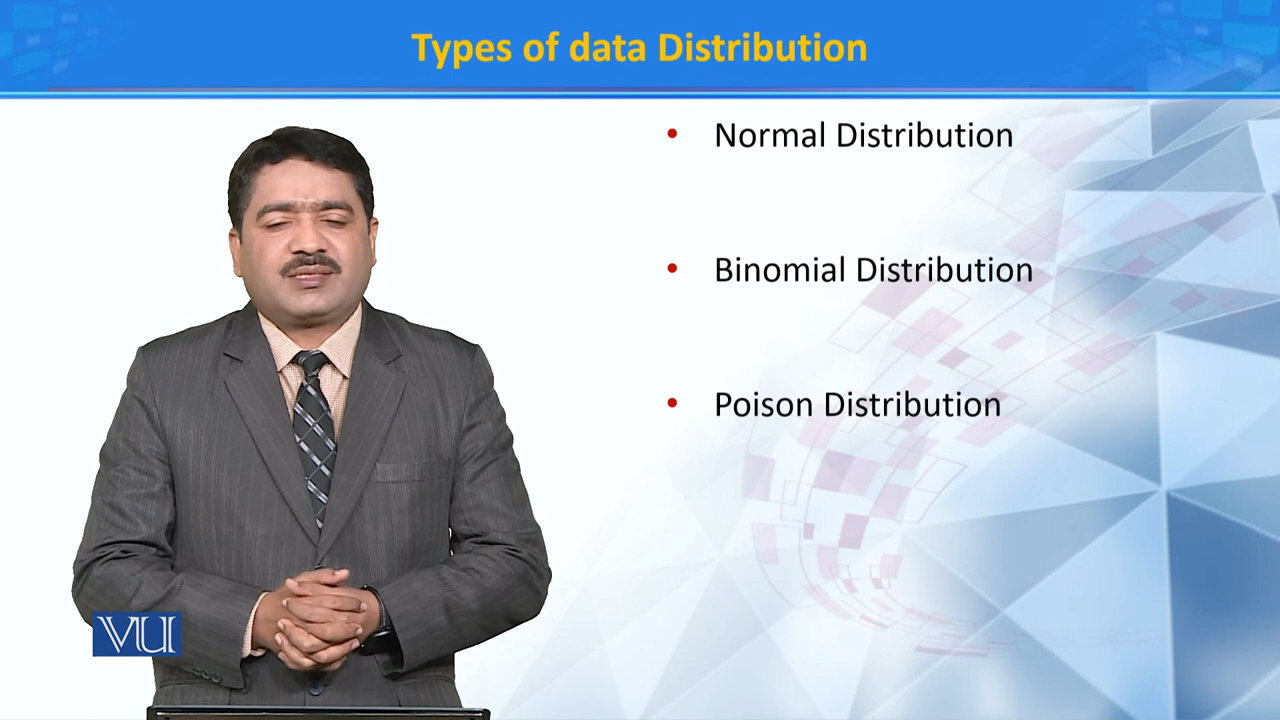 Types of data Distribution
• Normal Distribution
• Binomial Distribution
• Poison Distribution
VU